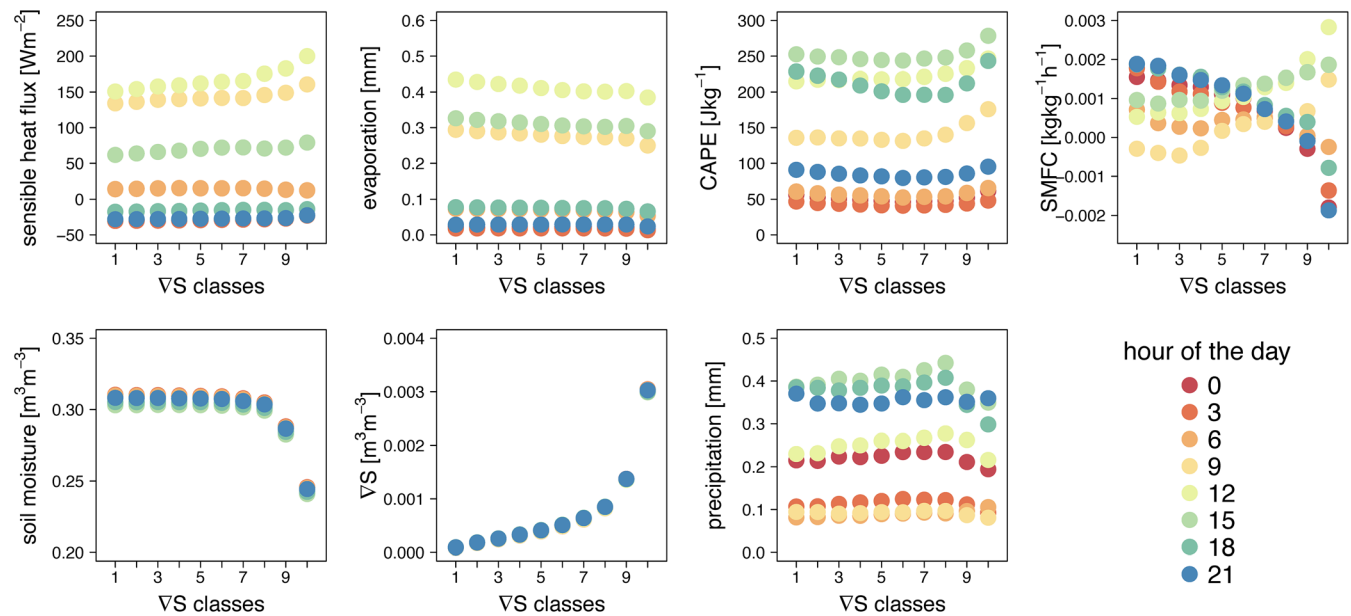 sensible heat flux [Wm−2]
250
200
150
100
50
0
−50
1 3 5 7 9
∇S classes
evaporation [mm]
0.6
0.5
0.4
0.3
0.2
0.1
0.0
1 3 5 7 9
∇S classes
CAPE [Jkg−1]
300
250
200
150
100
50
0
1 3 5 7 9
∇S classes
SMFC [kgkg−1h−1]
0.003
0.002
0.001
0.000
−0.001
−0.002
1 3 5 7 9
∇S classes
soil moisture [m3m−3]
0.35
0.30
0.25
0.20
1 3 5 7 9
∇S classes
∇S [m3m−3]
0.004
0.003
0.002
0.001
0.000
1 3 5 7 9
∇S classes
precipitation [mm]
0.5
0.4
0.3
0.2
0.1
0.0
1 3 5 7 9
∇S classes
hour of the day
0
3
6
9
12
15
18
21